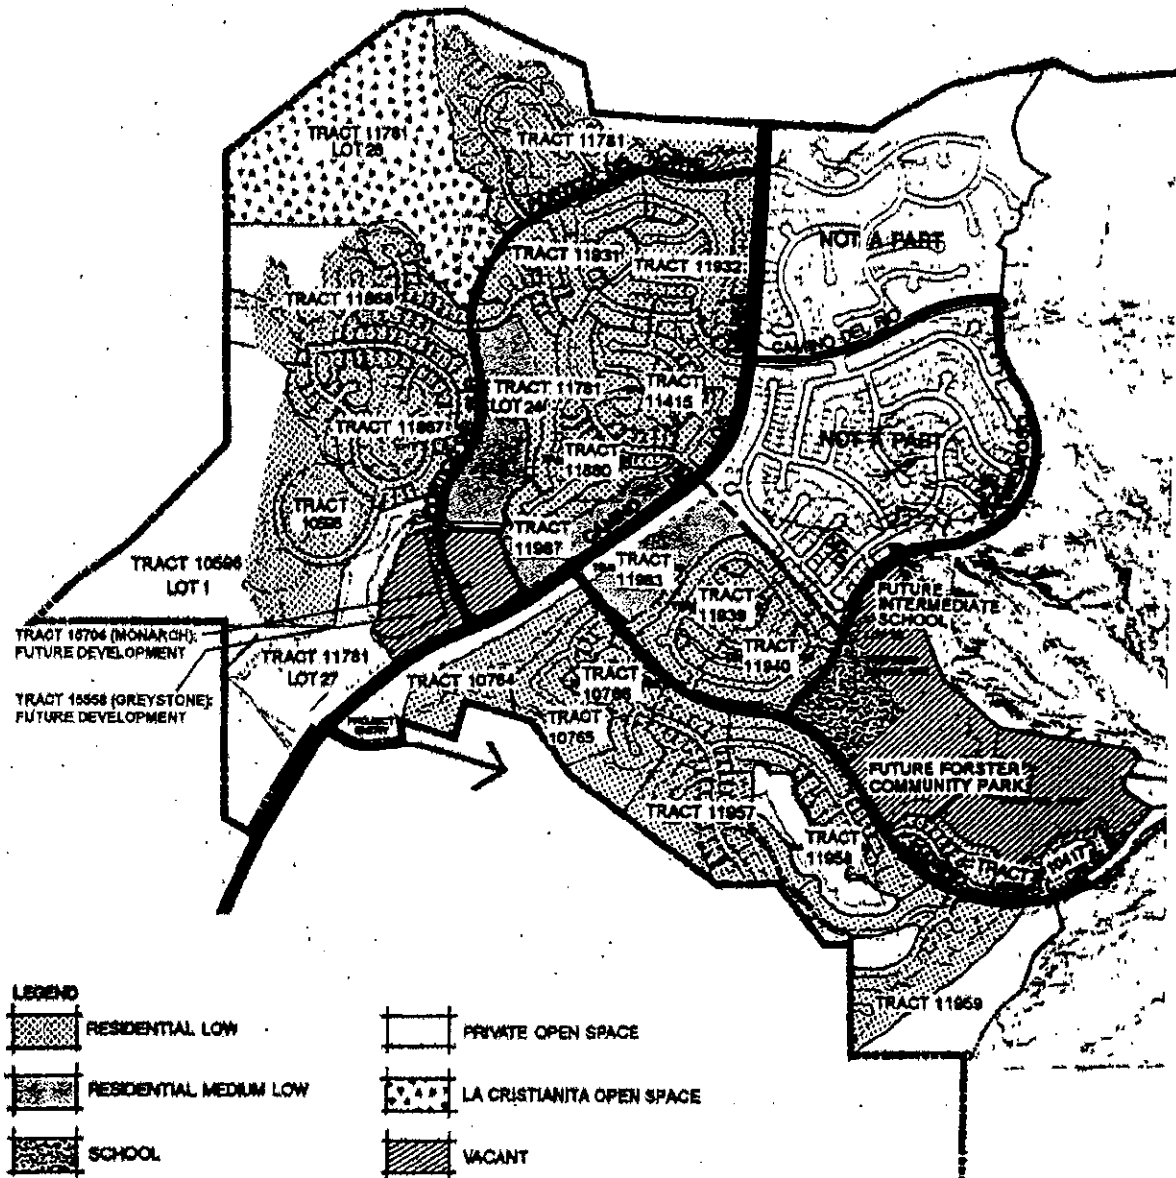 TRACT 11781
LOT 28
TRACT 11781
NOT A PART
TRACT 11931
TRACT 11932
TRACT 11868
CAMINO DEL RIO
TRACT 11781
LOT 24
TRACT
11415
TRACT 11867
NOT A PART
TRACT
11880
TRACT
10595
TRACT
11987
TRACT 10596
LOT 1
TRACT
11983
TRACT
11939
FUTURE
INTERMEDIATE
SCHOOL
TRACT 15704 (MONARCH):
FUTURE DEVELOPMENT
TRACT
11940
TRACT 11781
LOT 27
TRACT 10764
TRACT
10766
TRACT 15558 (GREYSTONE):
FUTURE DEVELOPMENT
PROJECT
ENTRY
TRACT
10765
FUTURE FORSTER
COMMUNITY PARK
TRACT 11957
TRACT
11958
TRACT 10417
TRACT 11959
LEGEND
RESIDENTIAL LOW
PRIVATE OPEN SPACE
RESIDENTIAL MEDIUM LOW
LA CRISTIANITA OPEN SPACE
SCHOOL
VACANT